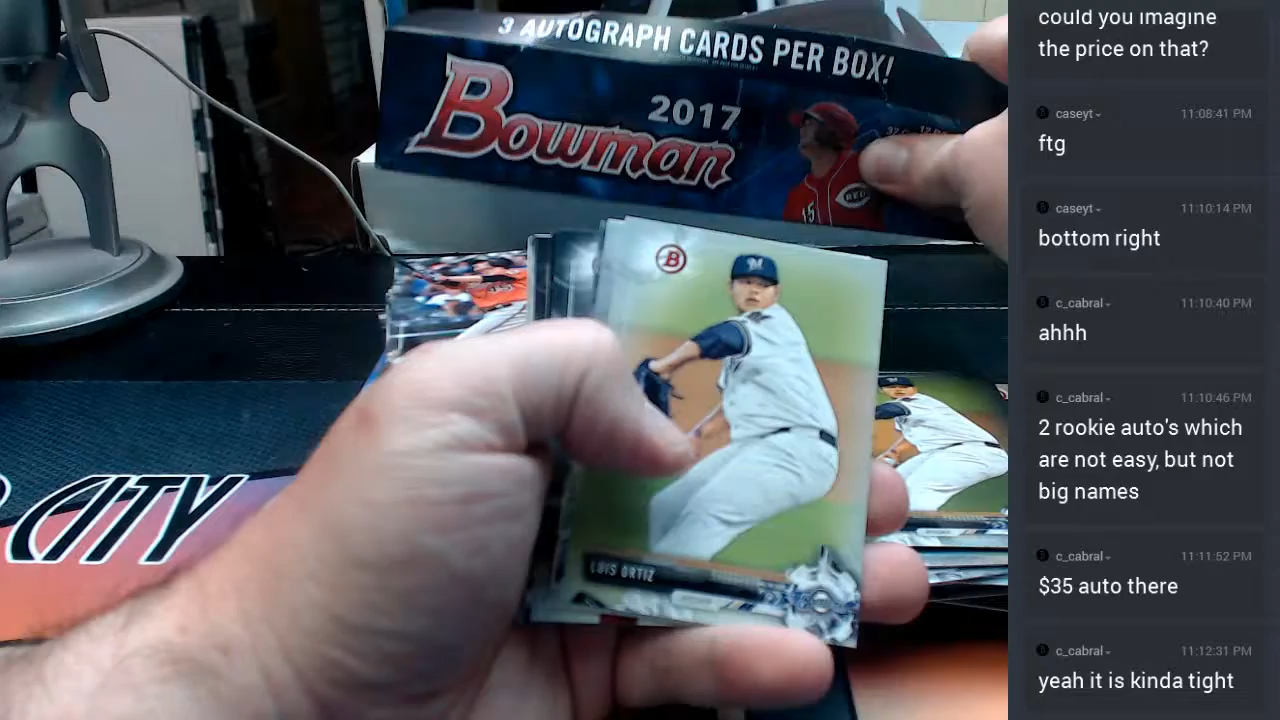 3 AUTOGRAPH CARDS PER BOX!
2017
Bowman
REDS
15
B
M
LUIS ORTIZ
CITY
could you imagine
the price on that?
caseyt
11:08:41 PM
ftg
caseyt
11:10:14 PM
bottom right
c_cabral
11:10:40 PM
ahhh
c_cabral
11:10:46 PM
2 rookie auto's which
are not easy, but not
big names
c_cabral
11:11:52 PM
$35 auto there
c_cabral
11:12:31 PM
yeah it is kinda tight